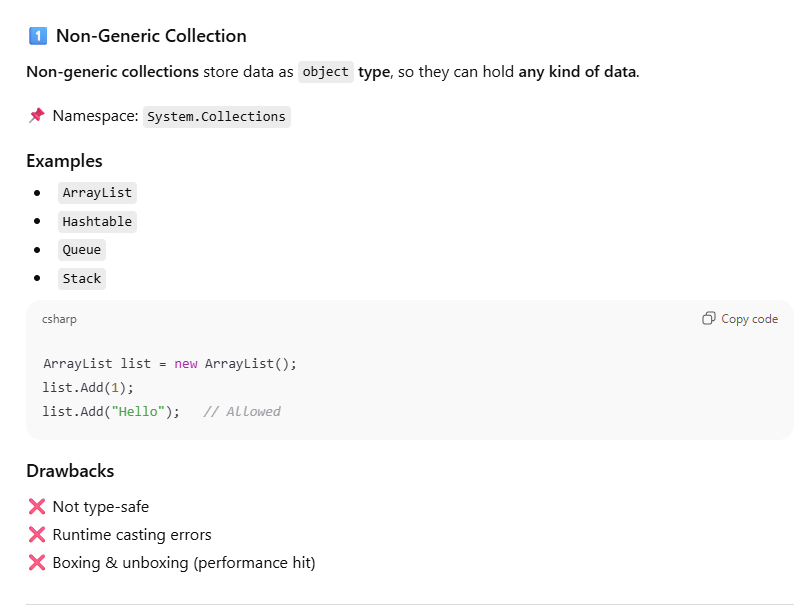 1 Non-Generic Collection
Non-generic collections store data as object type, so they can hold any kind of data.
Namespace: System.Collections
Examples
ArrayList
Hashtable
Queue
Stack
csharp
Copy code
ArrayList list = new ArrayList();
list.Add(1);
list.Add("Hello");   // Allowed
Drawbacks
❌ Not type-safe
❌ Runtime casting errors
❌ Boxing & unboxing (performance hit)